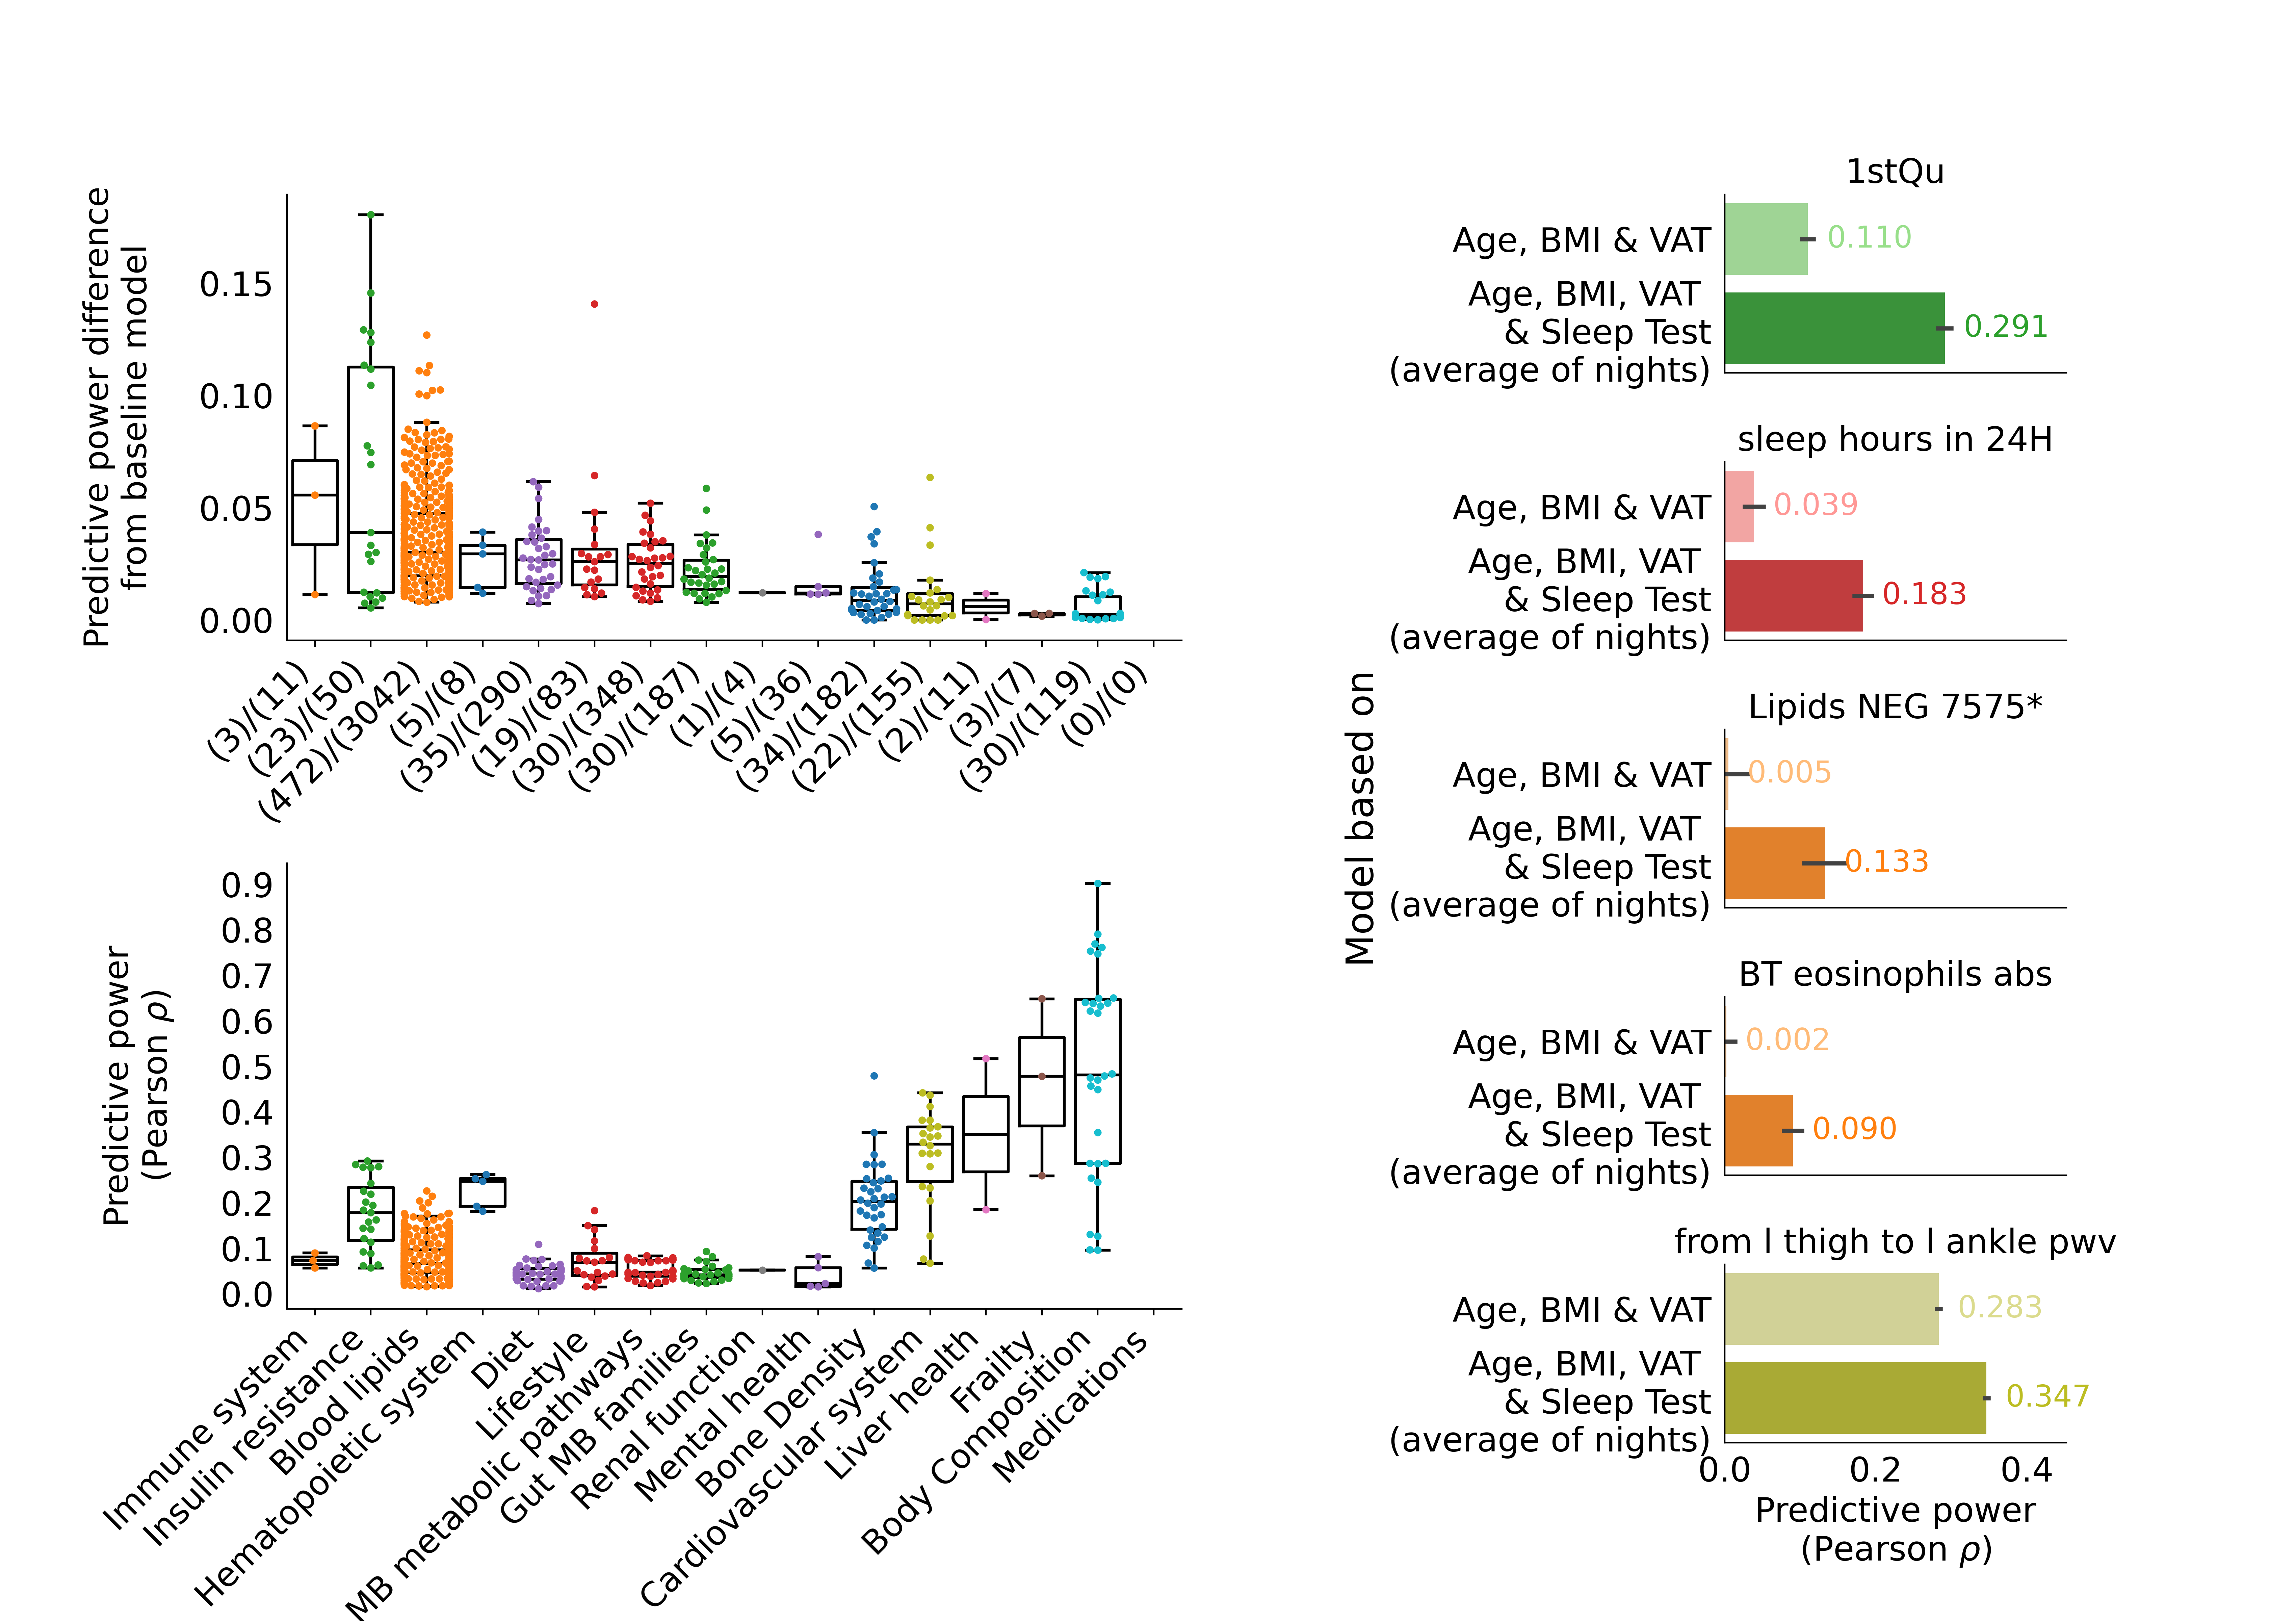 Predictive power difference
from baseline model
0.15
0.10
0.05
0.00
(3)/(11)
(23)/(50)
(472)/(3042)
(5)/(8)
(35)/(290)
(19)/(83)
(30)/(348)
(30)/(187)
(1)/(4)
(5)/(36)
(34)/(182)
(22)/(155)
(2)/(11)
(3)/(7)
(30)/(119)
(0)/(0)
Predictive power
(Pearson ρ)
0.9
0.8
0.7
0.6
0.5
0.4
0.3
0.2
0.1
0.0
Immune system
Insulin resistance
Blood lipids
Hematopoietic system
Diet
Lifestyle
MB metabolic pathways
Gut MB families
Renal function
Mental health
Bone Density
Cardiovascular system
Liver health
Frailty
Body Composition
Medications
Model based on
1stQu
Age, BMI & VAT
0.110
Age, BMI, VAT
& Sleep Test
(average of nights)
0.291
sleep hours in 24H
Age, BMI & VAT
0.039
Age, BMI, VAT
& Sleep Test
(average of nights)
0.183
Lipids NEG 7575*
Age, BMI & VAT
0.005
Age, BMI, VAT
& Sleep Test
(average of nights)
0.133
BT eosinophils abs
Age, BMI & VAT
0.002
Age, BMI, VAT
& Sleep Test
(average of nights)
0.090
from l thigh to l ankle pwv
Age, BMI & VAT
0.283
Age, BMI, VAT
& Sleep Test
(average of nights)
0.347
0.0
0.2
0.4
Predictive power
(Pearson ρ)